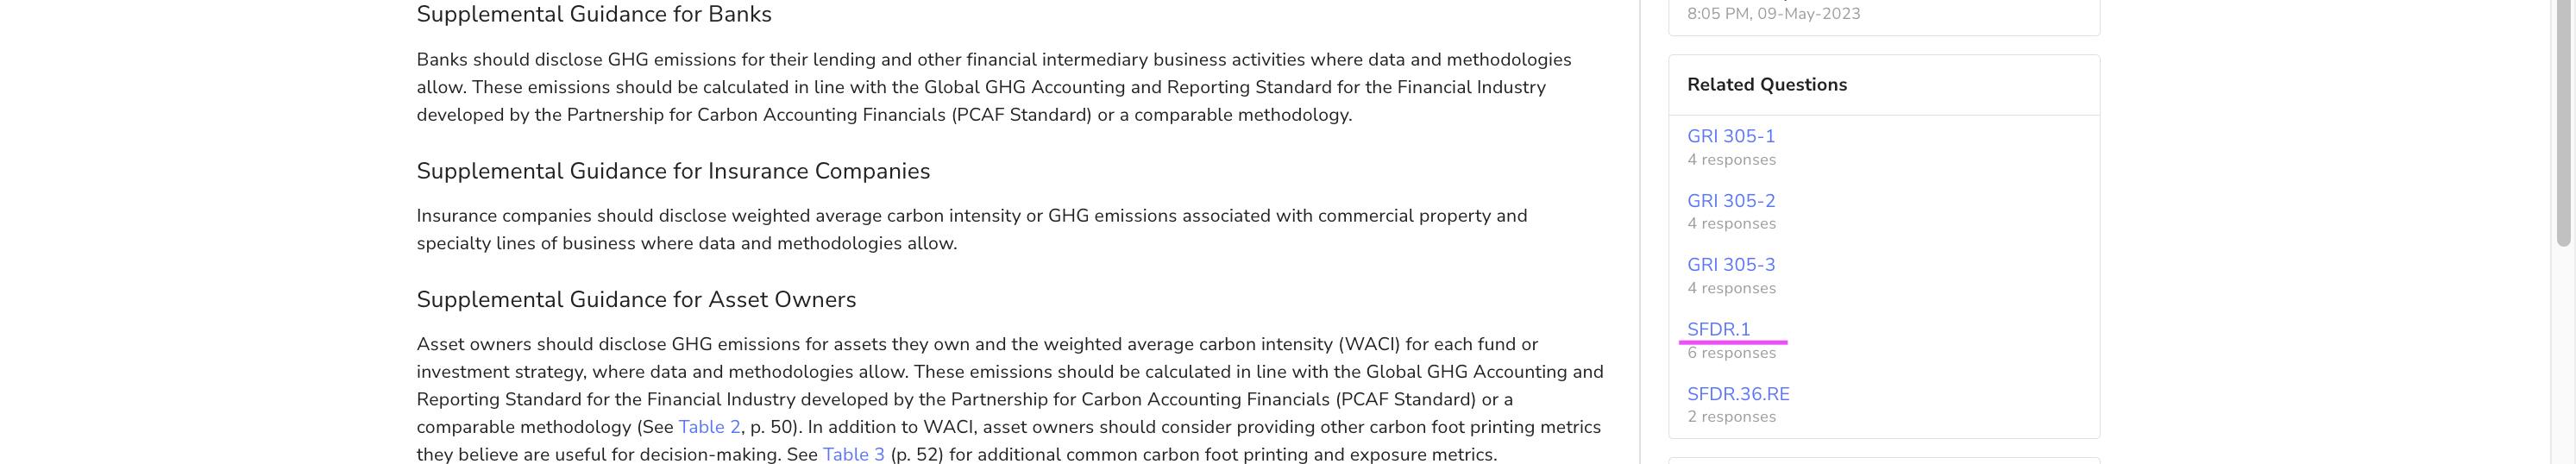 Supplemental Guidance for Banks
Banks should disclose GHG emissions for their lending and other financial intermediary business activities where data and methodologies
allow. These emissions should be calculated in line with the Global GHG Accounting and Reporting Standard for the Financial Industry
developed by the Partnership for Carbon Accounting Financials (PCAF Standard) or a comparable methodology.
Supplemental Guidance for Insurance Companies
Insurance companies should disclose weighted average carbon intensity or GHG emissions associated with commercial property and
specialty lines of business where data and methodologies allow.
Supplemental Guidance for Asset Owners
Asset owners should disclose GHG emissions for assets they own and the weighted average carbon intensity (WACI) for each fund or
investment strategy, where data and methodologies allow. These emissions should be calculated in line with the Global GHG Accounting and
Reporting Standard for the Financial Industry developed by the Partnership for Carbon Accounting Financials (PCAF Standard) or a
comparable methodology (See Table 2, p. 50). In addition to WACI, asset owners should consider providing other carbon foot printing metrics
they believe are useful for decision-making. See Table 3 (p. 52) for additional common carbon foot printing and exposure metrics.
8:05 PM, 09-May-2023
Related Questions
GRI 305-1
4 responses
GRI 305-2
4 responses
GRI 305-3
4 responses
SFDR.1
6 responses
SFDR.36.RE
2 responses